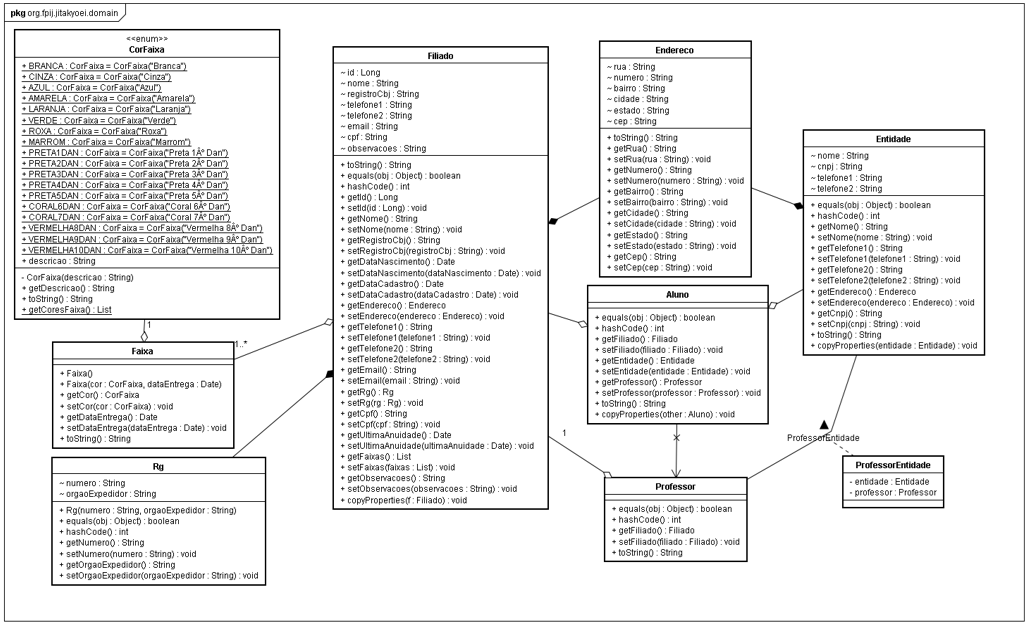 pkg org.fpij.jitakyoei.domain
<<enum>>
CorFaixa
+ BRANCA : CorFaixa = CorFaixa("Branca")
+ CINZA : CorFaixa = CorFaixa("Cinza")
+ AZUL : CorFaixa = CorFaixa("Azul")
+ AMARELA : CorFaixa = CorFaixa("Amarela")
+ LARANJA : CorFaixa = CorFaixa("Laranja")
+ VERDE : CorFaixa = CorFaixa("Verde")
+ ROXA : CorFaixa = CorFaixa("Roxa")
+ MARROM : CorFaixa = CorFaixa("Marrom")
+ PRETA1DAN : CorFaixa = CorFaixa("Preta 1Âº Dan")
+ PRETA2DAN : CorFaixa = CorFaixa("Preta 2Âº Dan")
+ PRETA3DAN : CorFaixa = CorFaixa("Preta 3Âº Dan")
+ PRETA4DAN : CorFaixa = CorFaixa("Preta 4Âº Dan")
+ PRETA5DAN : CorFaixa = CorFaixa("Preta 5Âº Dan")
+ CORAL6DAN : CorFaixa = CorFaixa("Coral 6Âº Dan")
+ CORAL7DAN : CorFaixa = CorFaixa("Coral 7Âº Dan")
+ VERMELHA8DAN : CorFaixa = CorFaixa("Vermelha 8Âº Dan")
+ VERMELHA9DAN : CorFaixa = CorFaixa("Vermelha 9Âº Dan")
+ VERMELHA10DAN : CorFaixa = CorFaixa("Vermelha 10Âº Dan")
+ descricao : String
- CorFaixa(descricao : String)
+ getDescricao() : String
+ toString() : String
+ getCoresFaixa() : List
1
Faixa
+ Faixa()
+ Faixa(cor : CorFaixa, dataEntrega : Date)
+ getCor() : CorFaixa
+ setCor(cor : CorFaixa) : void
+ getDataEntrega() : Date
+ setDataEntrega(dataEntrega : Date) : void
+ toString() : String
1..*
Rg
~ numero : String
~ orgaoExpedidor : String
+ Rg(numero : String, orgaoExpedidor : String)
+ equals(obj : Object) : boolean
+ hashCode() : int
+ getNumero() : String
+ setNumero(numero : String) : void
+ getOrgaoExpedidor() : String
+ setOrgaoExpedidor(orgaoExpedidor : String) : void
Filiado
~ id : Long
~ nome : String
~ registroCbj : String
~ telefone1 : String
~ telefone2 : String
~ email : String
~ cpf : String
~ observacoes : String
+ toString() : String
+ equals(obj : Object) : boolean
+ hashCode() : int
+ getId() : Long
+ setId(id : Long) : void
+ getNome() : String
+ setNome(nome : String) : void
+ getRegistroCbj() : String
+ setRegistroCbj(registroCbj : String) : void
+ getDataNascimento() : Date
+ setDataNascimento(dataNascimento : Date) : void
+ getDataCadastro() : Date
+ setDataCadastro(dataCadastro : Date) : void
+ getEndereco() : Endereco
+ setEndereco(endereco : Endereco) : void
+ getTelefone1() : String
+ setTelefone1(telefone1 : String) : void
+ getTelefone2() : String
+ setTelefone2(telefone2 : String) : void
+ getEmail() : String
+ setEmail(email : String) : void
+ getRg() : Rg
+ setRg(rg : Rg) : void
+ getCpf() : String
+ setCpf(cpf : String) : void
+ getUltimaAnuidade() : Date
+ setUltimaAnuidade(ultimaAnuidade : Date) : void
+ getFaixas() : List
+ setFaixas(faixas : List) : void
+ getObservacoes() : String
+ setObservacoes(observacoes : String) : void
+ copyProperties(f : Filiado) : void
Endereco
~ rua : String
~ numero : String
~ bairro : String
~ cidade : String
~ estado : String
~ cep : String
+ toString() : String
+ getRua() : String
+ setRua(rua : String) : void
+ getNumero() : String
+ setNumero(numero : String) : void
+ getBairro() : String
+ setBairro(bairro : String) : void
+ getCidade() : String
+ setCidade(cidade : String) : void
+ getEstado() : String
+ setEstado(estado : String) : void
+ getCep() : String
+ setCep(cep : String) : void
Aluno
+ equals(obj : Object) : boolean
+ hashCode() : int
+ getFiliado() : Filiado
+ setFiliado(filiado : Filiado) : void
+ getEntidade() : Entidade
+ setEntidade(entidade : Entidade) : void
+ getProfessor() : Professor
+ setProfessor(professor : Professor) : void
+ toString() : String
+ copyProperties(other : Aluno) : void
1
Professor
+ equals(obj : Object) : boolean
+ hashCode() : int
+ getFiliado() : Filiado
+ setFiliado(filiado : Filiado) : void
+ toString() : String
Entidade
~ nome : String
~ cnpj : String
~ telefone1 : String
~ telefone2 : String
+ equals(obj : Object) : boolean
+ hashCode() : int
+ getNome() : String
+ setNome(nome : String) : void
+ getTelefone1() : String
+ setTelefone1(telefone1 : String) : void
+ getTelefone2() : String
+ setTelefone2(telefone2 : String) : void
+ getEndereco() : Endereco
+ setEndereco(endereco : Endereco) : void
+ getCnpj() : String
+ setCnpj(cnpj : String) : void
+ toString() : String
+ copyProperties(entidade : Entidade) : void
ProfessorEntidade
ProfessorEntidade
- entidade : Entidade
- professor : Professor